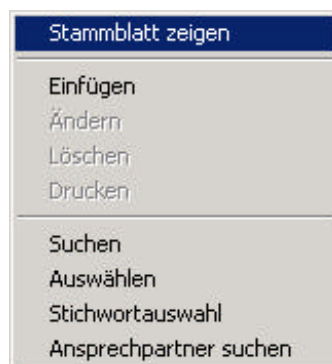 Stammblatt zeigen
Einfügen
Ändern
Löschen
Drucken
Suchen
Auswählen
Stichwortauswahl
Ansprechpartner suchen